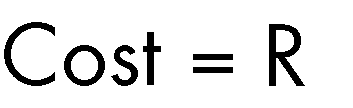 Cost = R